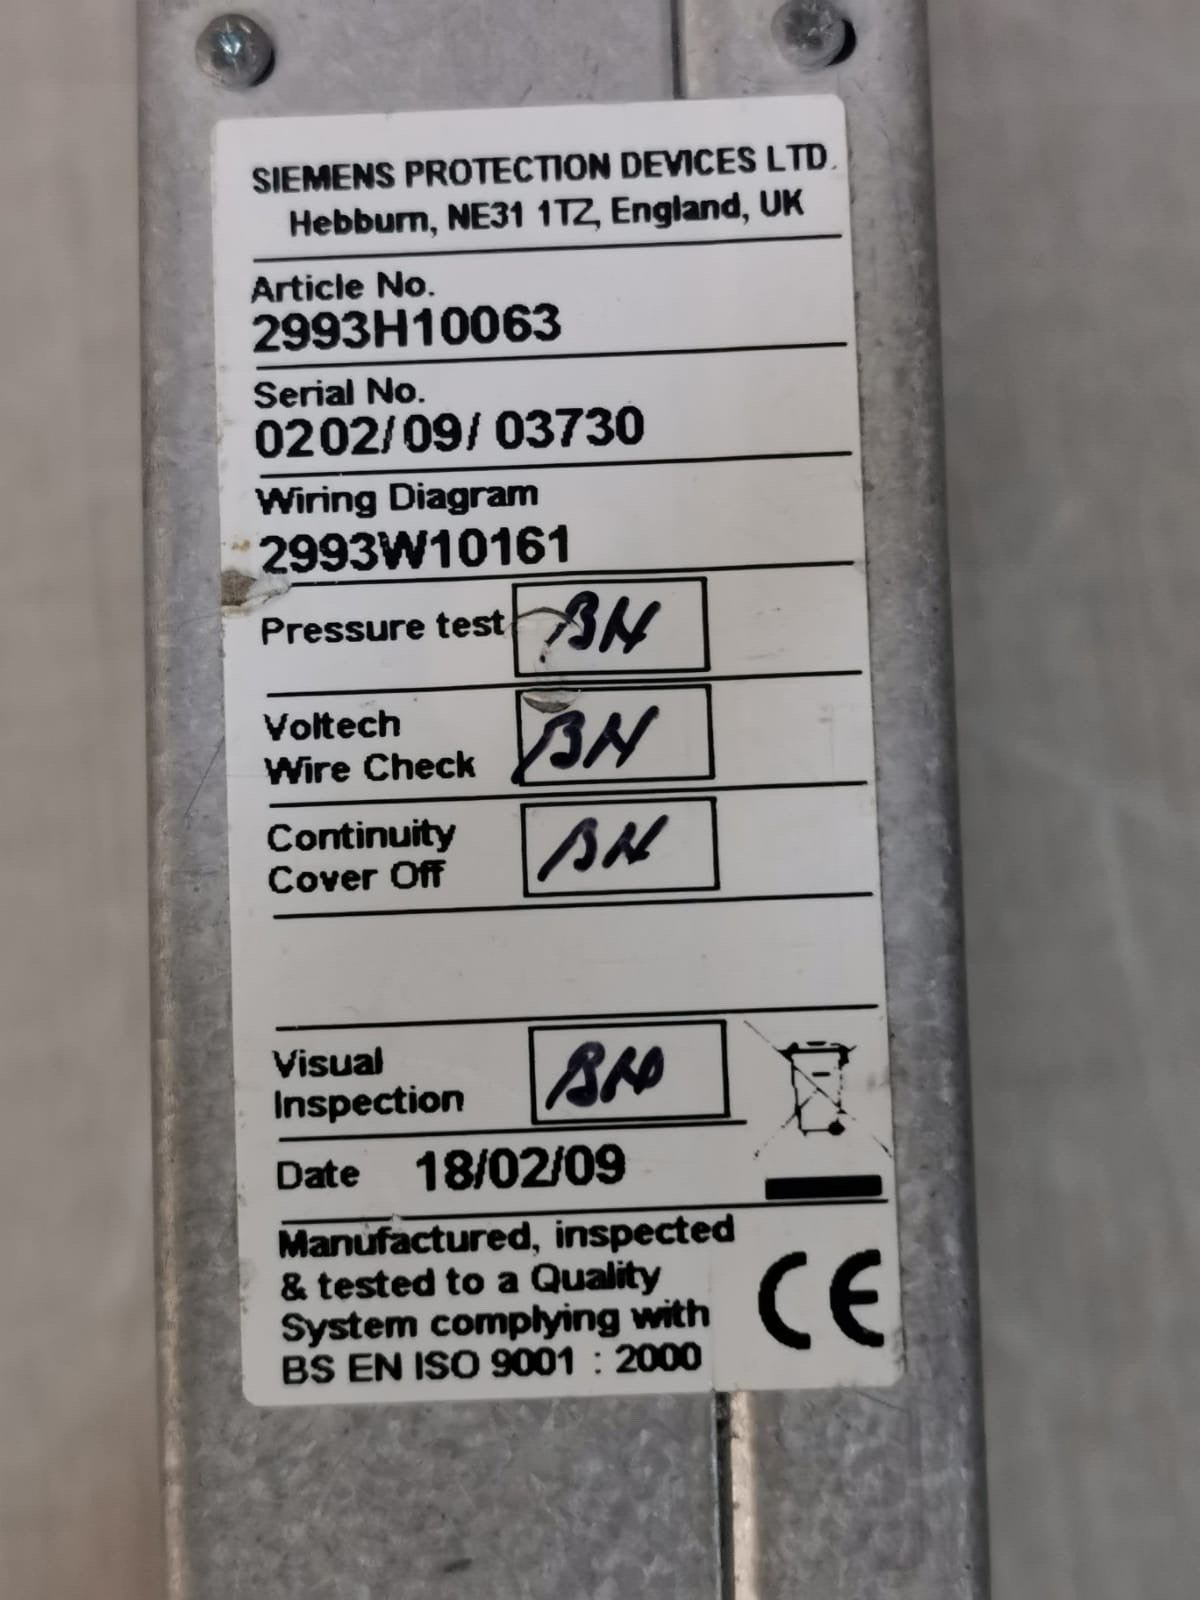 SIEMENS PROTECTION DEVICES LTD.
Hebburn, NE31 1TZ, England, UK
Article No.
2993H10063
Serial No.
0202/09/03730
Wiring Diagram
2993W10161
Pressure test BH
Voltech
Wire Check BH
Continuity
Cover Off BH
Visual
Inspection BH
Date 18/02/09
Manufactured, inspected
& tested to a Quality
System complying with
BS EN ISO 9001 : 2000
CE